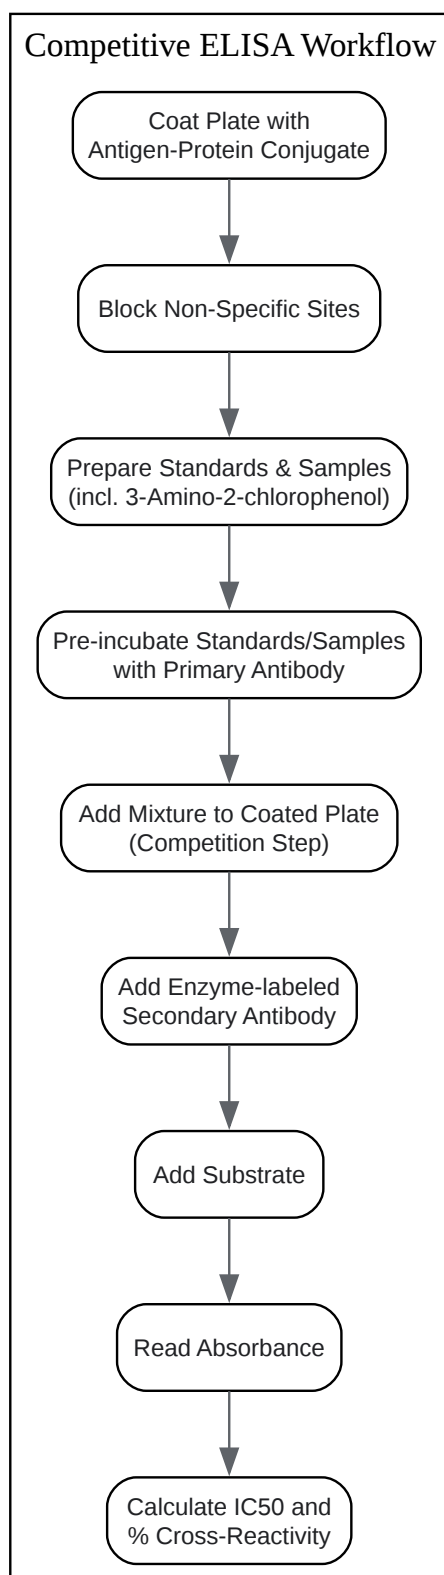 Competitive ELISA Workflow
Coat Plate with
Antigen-Protein Conjugate
Block Non-Specific Sites
Prepare Standards & Samples
(incl. 3-Amino-2-chlorophenol)
Pre-incubate Standards/Samples
with Primary Antibody
Add Mixture to Coated Plate
(Competition Step)
Add Enzyme-labeled
Secondary Antibody
Add Substrate
Read Absorbance
Calculate IC50 and
% Cross-Reactivity